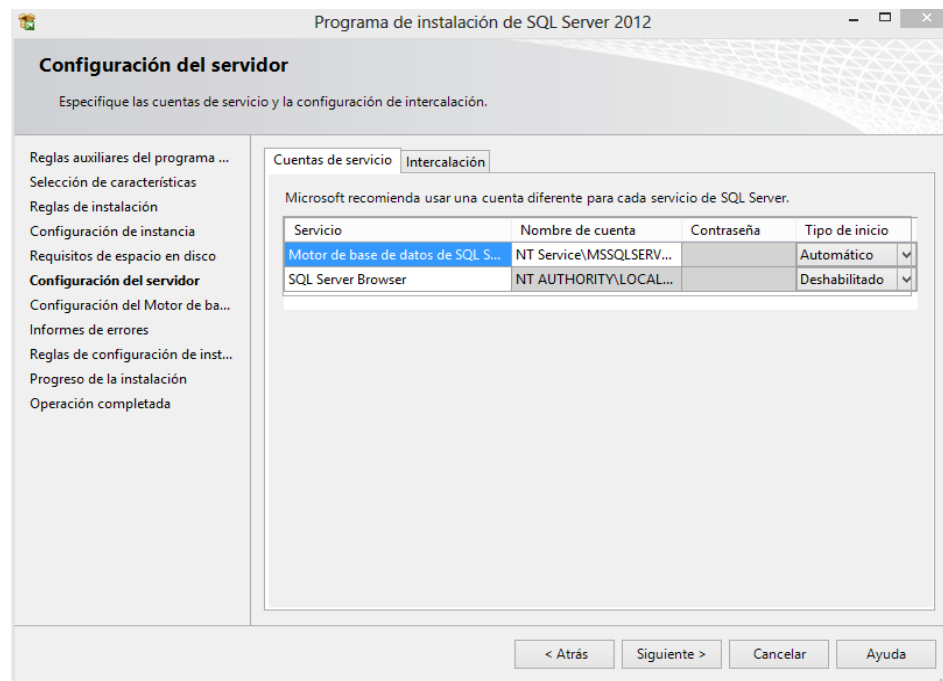 Programa de instalación de SQL Server 2012
Configuración del servidor
Especifique las cuentas de servicio y la configuración de intercalación.
Reglas auxiliares del programa ...
Selección de características
Reglas de instalación
Configuración de instancia
Requisitos de espacio en disco
Configuración del servidor
Configuración del Motor de ba...
Informes de errores
Reglas de configuración de inst...
Progreso de la instalación
Operación completada
Cuentas de servicio Intercalación
Microsoft recomienda usar una cuenta diferente para cada servicio de SQL Server.
Servicio Nombre de cuenta Contraseña Tipo de inicio
Motor de base de datos de SQL S... NT Service\MSSQLSERV... Automático
SQL Server Browser NT AUTHORITY\LOCAL... Deshabilitado
< Atrás Siguiente > Cancelar Ayuda